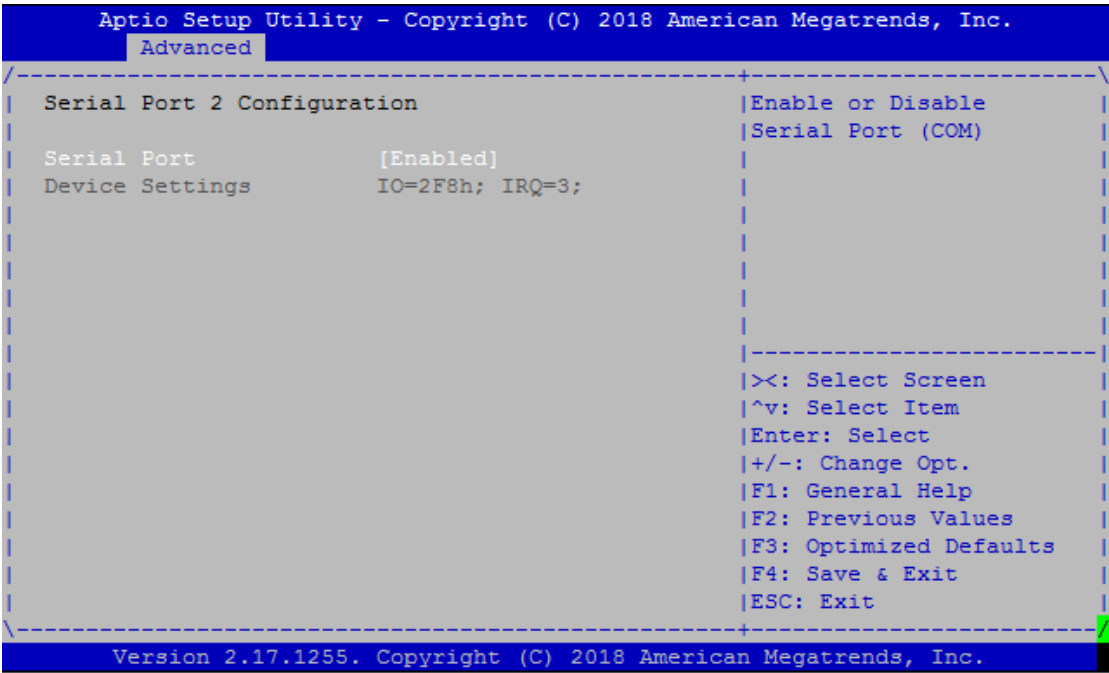 Aptio Setup Utility - Copyright (C) 2018 American Megatrends, Inc.
Advanced
/----------------------------------------------------+-------------------------\
Serial Port 2 Configuration
Serial Port [Enabled]
Device Settings IO=2F8h; IRQ=3;
Enable or Disable
Serial Port (COM)
><: Select Screen
^v: Select Item
Enter: Select
+/-: Change Opt.
F1: General Help
F2: Previous Values
F3: Optimized Defaults
F4: Save & Exit
ESC: Exit
\----------------------------------------------------+-------------------------/
Version 2.17.1255. Copyright (C) 2018 American Megatrends, Inc.